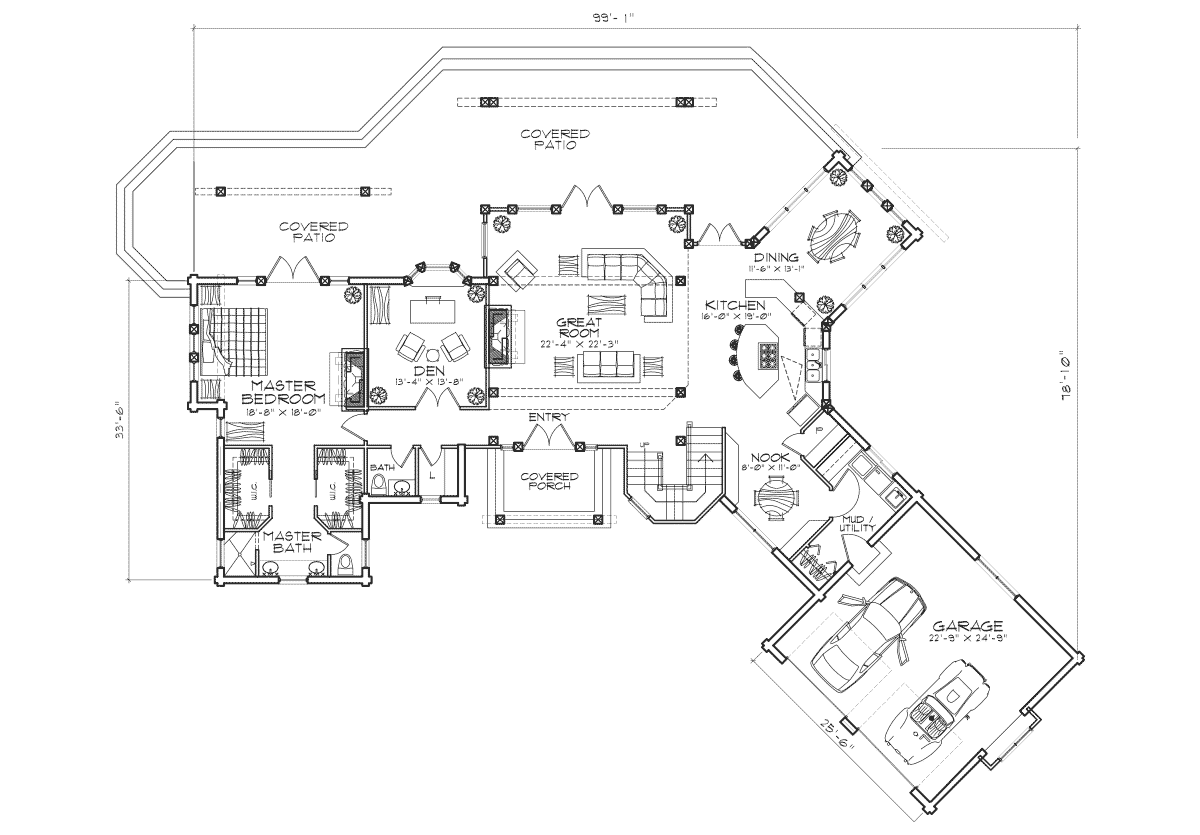 99'- 1"
COVERED
PATIO
COVERED
PATIO
DINING
11'-6" X 13'-1"
KITCHEN
16'-0" X 19'-0"
GREAT
ROOM
22'-4" X 22'-3"
DEN
13'-4" X 13'-8"
MASTER
BEDROOM
18'-8" X 18'-0"
78'-10"
33'-6"
ENTRY
UP
P
BATH
L
COVERED
PORCH
NOOK
8'-0" X 11'-0"
W.I.C.
W.I.C.
MUD /
UTILITY
MASTER
BATH
GARAGE
22'-9" X 24'-9"
25'-6"